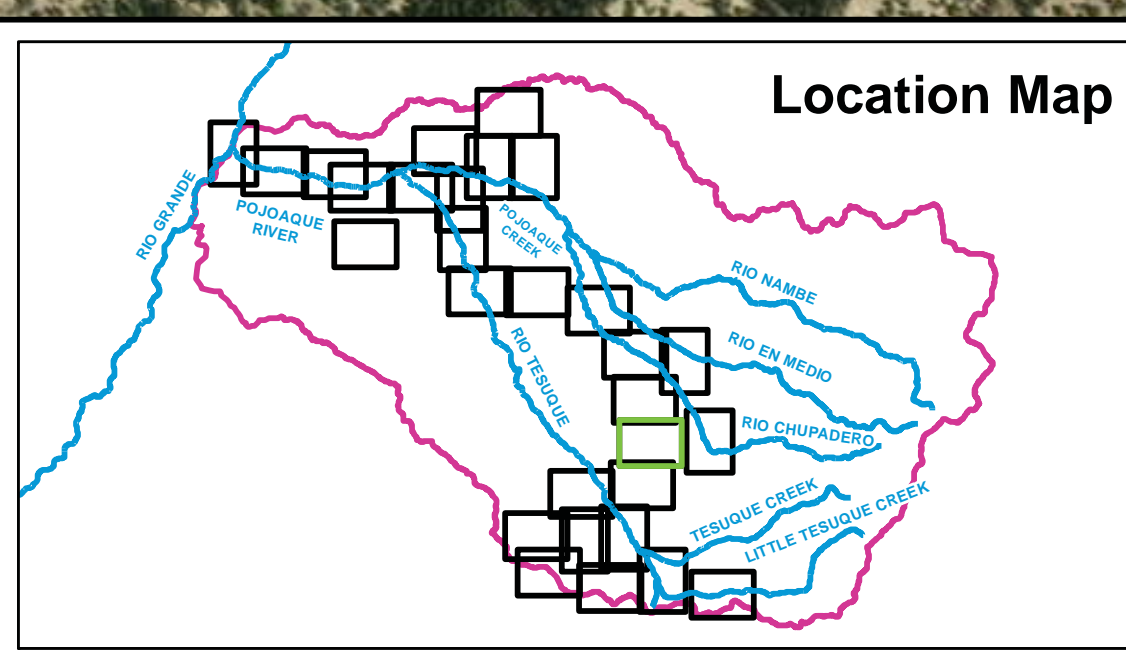 Location Map
RIO GRANDE
POJOAQUE
RIVER
POJOAQUE
CREEK
RIO NAMBE
RIO EN MEDIO
RIO TESUQUE
RIO CHUPADERO
TESUQUE CREEK
LITTLE TESUQUE CREEK